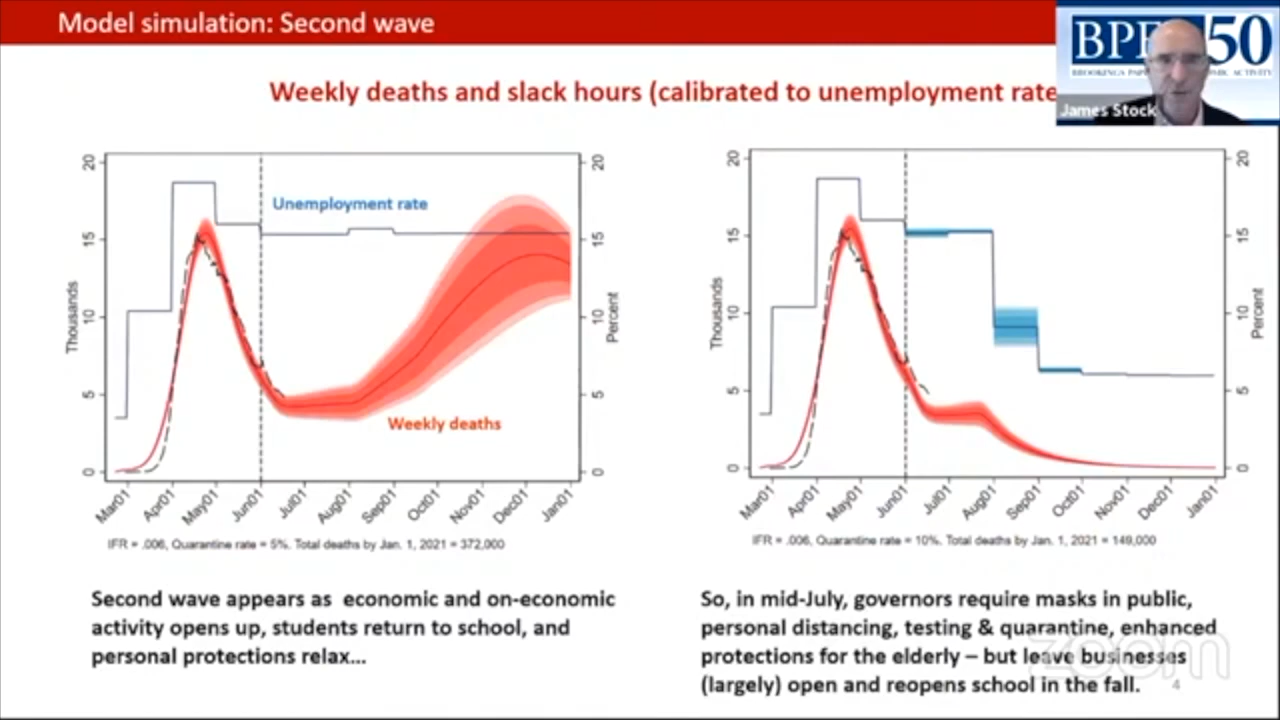 Model simulation: Second wave
BPE 50
BROOKINGS PAP ACTIVITY
James Stock
Weekly deaths and slack hours (calibrated to unemployment rate
20
15
10
5
0
Thousands
20
15
10
5
0
Percent
Unemployment rate
Weekly deaths
Mar01
Apr01
May01
Jun01
Jul01
Aug01
Sep01
Oct01
Nov01
Dec01
Jan01
IFR = .006, Quarantine rate = 5%. Total deaths by Jan. 1, 2021 = 372,000
20
15
10
5
0
Thousands
20
15
10
5
0
Percent
Mar01
Apr01
May01
Jun01
Jul01
Aug01
Sep01
Oct01
Nov01
Dec01
Jan01
IFR = .006, Quarantine rate = 10%. Total deaths by Jan. 1, 2021 = 149,000
Second wave appears as economic and on-economic
activity opens up, students return to school, and
personal protections relax...
So, in mid-July, governors require masks in public,
personal distancing, testing & quarantine, enhanced
protections for the elderly – but leave businesses
(largely) open and reopens school in the fall.
zoom
4